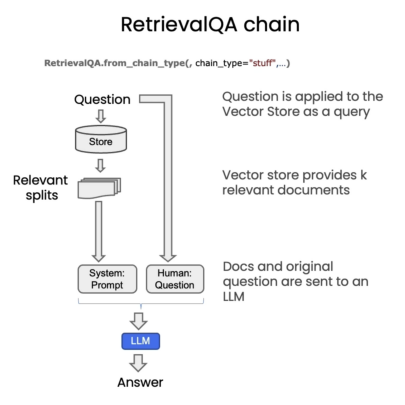 RetrievalQA chain
RetrievalQA.from_chain_type(, chain_type="stuff",...)
Question
Question is applied to the
Vector Store as a query
Store
Relevant
splits
Vector store provides k
relevant documents
System:
Prompt
Human:
Question
Docs and original
question are sent to an
LLM
LLM
Answer